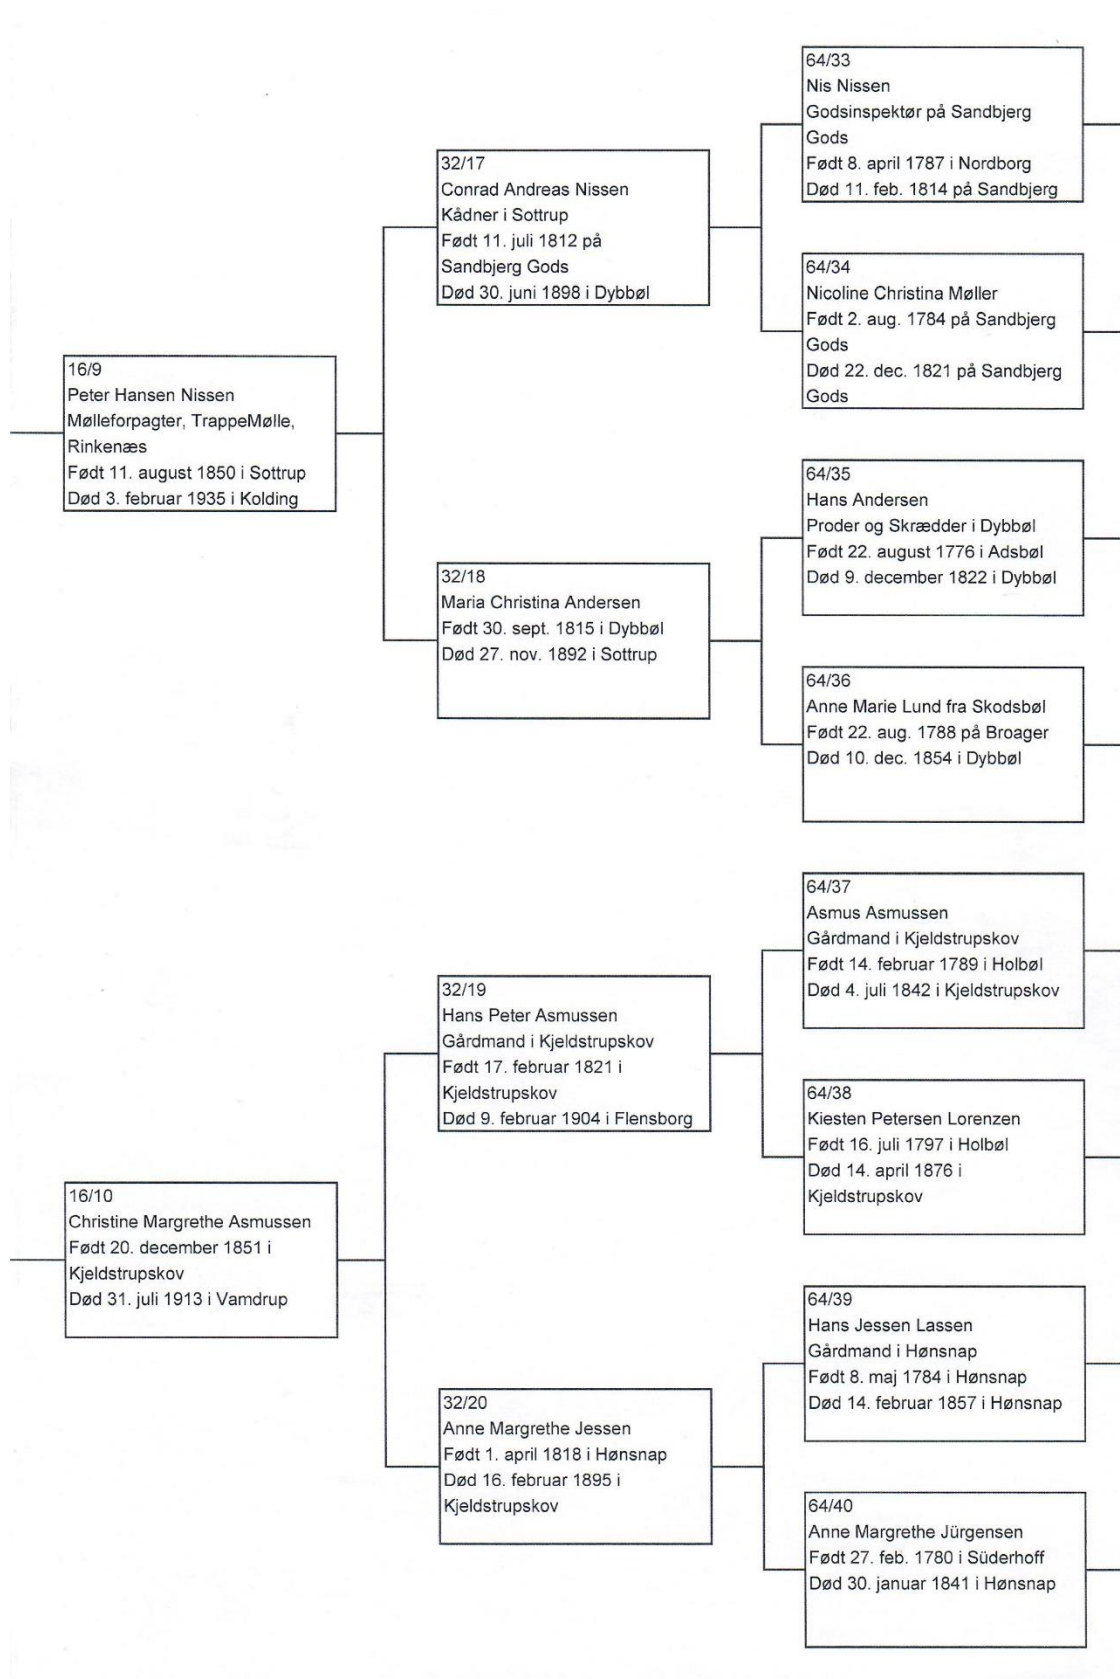 16/9
Peter Hansen Nissen
Mølleforpagter, TrappeMølle,
Rinkenæs
Født 11. august 1850 i Sottrup
Død 3. februar 1935 i Kolding
16/10
Christine Margrethe Asmussen
Født 20. december 1851 i
Kjeldstrupskov
Død 31. juli 1913 i Vamdrup
32/17
Conrad Andreas Nissen
Kådner i Sottrup
Født 11. juli 1812 på
Sandbjerg Gods
Død 30. juni 1898 i Dybbøl
32/18
Maria Christina Andersen
Født 30. sept. 1815 i Dybbøl
Død 27. nov. 1892 i Sottrup
32/19
Hans Peter Asmussen
Gårdmand i Kjeldstrupskov
Født 17. februar 1821 i
Kjeldstrupskov
Død 9. februar 1904 i Flensborg
32/20
Anne Margrethe Jessen
Født 1. april 1818 i Hønsnap
Død 16. februar 1895 i
Kjeldstrupskov
64/33
Nis Nissen
Godsinspektør på Sandbjerg
Gods
Født 8. april 1787 i Nordborg
Død 11. feb. 1814 på Sandbjerg
64/34
Nicoline Christina Møller
Født 2. aug. 1784 på Sandbjerg
Gods
Død 22. dec. 1821 på Sandbjerg
Gods
64/35
Hans Andersen
Proder og Skrædder i Dybbøl
Født 22. august 1776 i Adsbøl
Død 9. december 1822 i Dybbøl
64/36
Anne Marie Lund fra Skodsbøl
Født 22. aug. 1788 på Broager
Død 10. dec. 1854 i Dybbøl
64/37
Asmus Asmussen
Gårdmand i Kjeldstrupskov
Født 14. februar 1789 i Holbøl
Død 4. juli 1842 i Kjeldstrupskov
64/38
Kiesten Petersen Lorenzen
Født 16. juli 1797 i Holbøl
Død 14. april 1876 i
Kjeldstrupskov
64/39
Hans Jessen Lassen
Gårdmand i Hønsnap
Født 8. maj 1784 i Hønsnap
Død 14. februar 1857 i Hønsnap
64/40
Anne Margrethe Jürgensen
Født 27. feb. 1780 i Süderhoff
Død 30. januar 1841 i Hønsnap